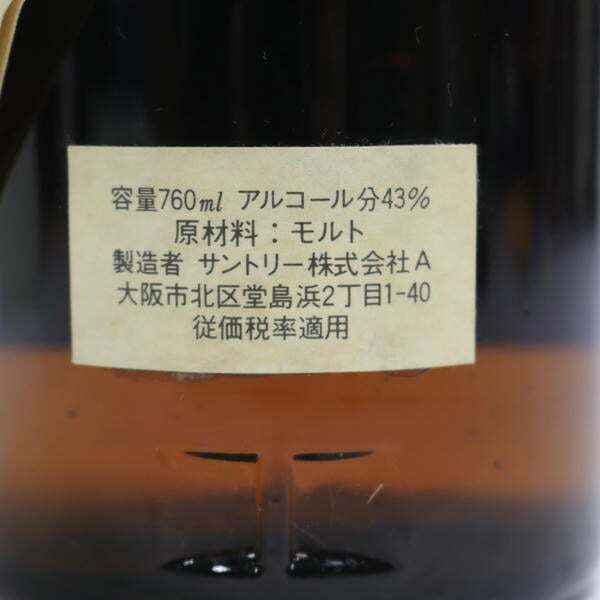 容量760ml アルコール分43%
原材料：モルト
製造者 サントリー株式会社A
大阪市北区堂島浜2丁目1-40
従価税率適用